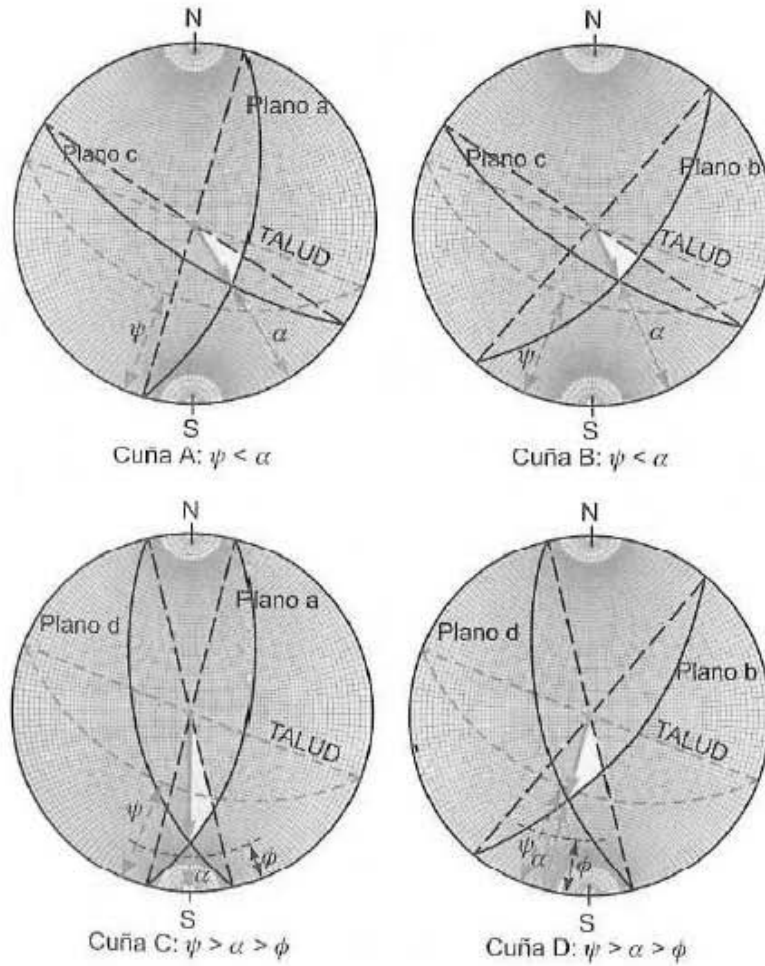 N
Plano a
Plano c
TALUD
ψ
α
S
Cuña A: ψ < α
N
Plano c
Plano b
TALUD
ψ
α
S
Cuña B: ψ < α
N
Plano d
Plano a
TALUD
ψ
ϕ
α
S
Cuña C: ψ > α > ϕ
N
Plano d
Plano b
TALUD
ψ
α
ϕ
S
Cuña D: ψ > α > ϕ